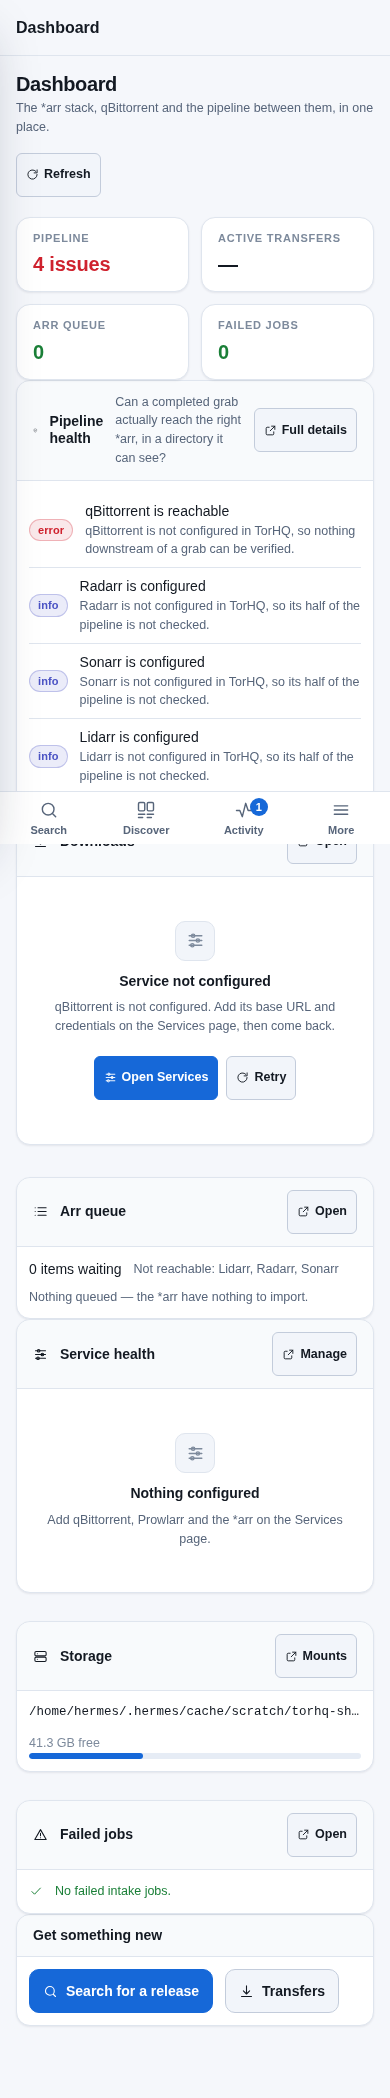 Dashboard
Dashboard
The *arr stack, qBittorrent and the pipeline between them, in one
place.
Refresh
PIPELINE
4 issues
ACTIVE TRANSFERS
—
ARR QUEUE
0
FAILED JOBS
0
Pipeline
health
Can a completed grab
actually reach the right
*arr, in a directory it
can see?
Full details
error
qBittorrent is reachable
qBittorrent is not configured in TorHQ, so nothing
downstream of a grab can be verified.
info
Radarr is configured
Radarr is not configured in TorHQ, so its half of the
pipeline is not checked.
info
Sonarr is configured
Sonarr is not configured in TorHQ, so its half of the
pipeline is not checked.
info
Lidarr is configured
Lidarr is not configured in TorHQ, so its half of the
pipeline is not checked.
Search
Discover
1
Activity
More
Downloads
Open
Service not configured
qBittorrent is not configured. Add its base URL and
credentials on the Services page, then come back.
Open Services
Retry
Arr queue
Open
0 items waiting
Not reachable: Lidarr, Radarr, Sonarr
Nothing queued — the *arr have nothing to import.
Service health
Manage
Nothing configured
Add qBittorrent, Prowlarr and the *arr on the Services
page.
Storage
Mounts
/home/hermes/.hermes/cache/scratch/torhq-sh…
41.3 GB free
Failed jobs
Open
No failed intake jobs.
Get something new
Search for a release
Transfers